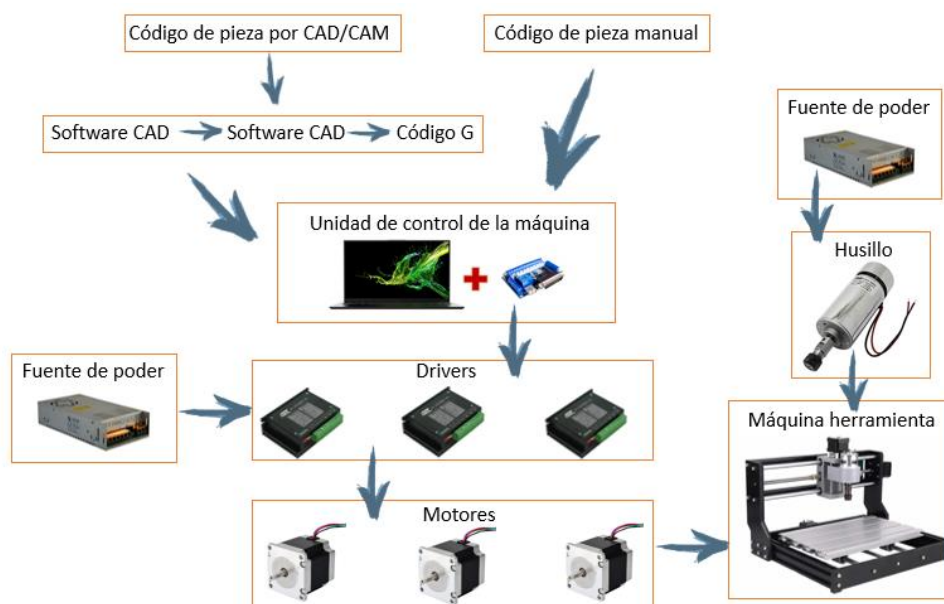 Código de pieza por CAD/CAM
Código de pieza manual
Software CAD
Software CAD
Código G
Fuente de poder
Unidad de control de la máquina
Husillo
Fuente de poder
Drivers
Máquina herramienta
Motores